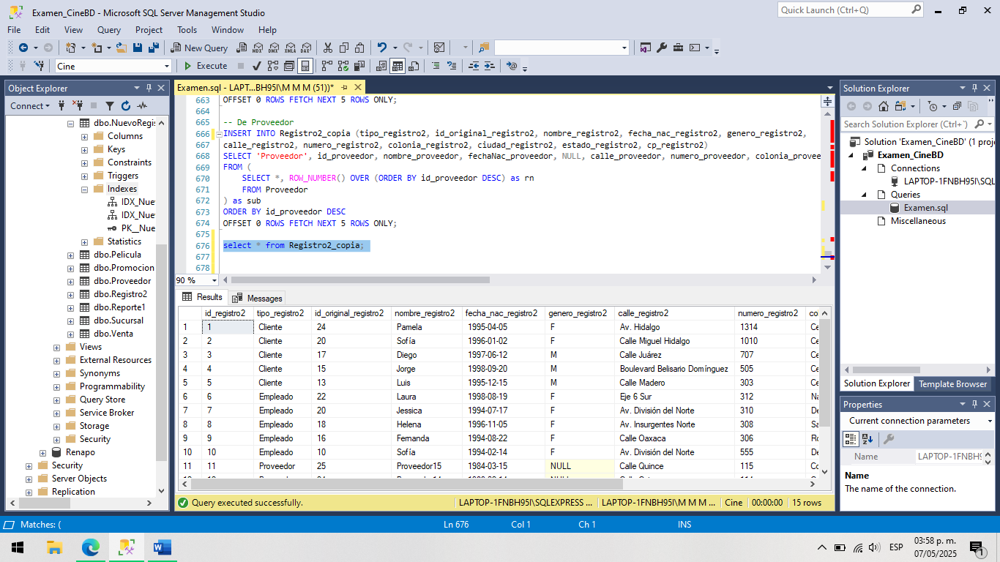 Examen_CineBD - Microsoft SQL Server Management Studio
Quick Launch (Ctrl+Q)
File Edit View Query Project Tools Window Help
New Query
MDX DMX XMLA DAX
Cine
Execute
Object Explorer
Connect
dbo.NuevoRegi
Columns
Keys
Constraints
Triggers
Indexes
IDX_Nue
IDX_Nue
PK__Nue
Statistics
dbo.Pelicula
dbo.Promocion
dbo.Proveedor
dbo.Registro2
dbo.Reporte1
dbo.Sucursal
dbo.Venta
Views
External Resources
Synonyms
Programmability
Query Store
Service Broker
Storage
Security
Renapo
Security
Server Objects
Replication
Examen.sql - LAPT...BH95I\M M M (51))*
663 OFFSET 0 ROWS FETCH NEXT 5 ROWS ONLY;
664
665 -- De Proveedor
666 INSERT INTO Registro2_copia (tipo_registro2, id_original_registro2, nombre_registro2, fecha_nac_registro2, genero_registro2,
667 calle_registro2, numero_registro2, colonia_registro2, ciudad_registro2, estado_registro2, cp_registro2)
668 SELECT 'Proveedor', id_proveedor, nombre_proveedor, fechaNac_proveedor, NULL, calle_proveedor, numero_proveedor, colonia_provee
669 FROM (
670 SELECT *, ROW_NUMBER() OVER (ORDER BY id_proveedor DESC) as rn
671 FROM Proveedor
672 ) as sub
673 ORDER BY id_proveedor DESC
674 OFFSET 0 ROWS FETCH NEXT 5 ROWS ONLY;
675
676 select * from Registro2_copia;
677
678
90 %
Results Messages
id_registro2 tipo_registro2 id_original_registro2 nombre_registro2 fecha_nac_registro2 genero_registro2 calle_registro2 numero_registro2 co
1 1 Cliente 24 Pamela 1995-04-05 F Av. Hidalgo 1314 Ce
2 2 Cliente 20 Sofía 1996-01-02 F Calle Miguel Hidalgo 1010 Ce
3 3 Cliente 17 Diego 1997-06-12 M Calle Juárez 707 Ce
4 4 Cliente 15 Jorge 1998-09-20 M Boulevard Belisario Domínguez 505 Ce
5 5 Cliente 13 Luis 1995-12-15 M Calle Madero 303 Ce
6 6 Empleado 22 Laura 1998-08-19 F Eje 6 Sur 312 Na
7 7 Empleado 20 Jessica 1994-07-17 F Av. División del Norte 310 De
8 8 Empleado 18 Helena 1996-11-05 F Av. Insurgentes Norte 308 Sa
9 9 Empleado 16 Fernanda 1994-08-22 F Calle Oaxaca 306 Ro
10 10 Empleado 10 Sofía 1994-02-14 F Av. División del Norte 555 De
11 11 Proveedor 25 Proveedor15 1984-03-15 NULL Calle Quince 115 Co
Query executed successfully. LAPTOP-1FNBH95I\SQLEXPRESS ... LAPTOP-1FNBH95I\M M M ... Cine 00:00:00 15 rows
Solution Explorer
Search Solution Explorer (Ctrl+´)
Solution 'Examen_CineBD' (1 proje
Examen_CineBD
Connections
LAPTOP-1FNBH95I\SQL
Queries
Examen.sql
Miscellaneous
Solution Explorer Template Browser
Properties
Current connection parameters
Name LAPTOP-1FNBH9
Name
The name of the connection.
Matches: ( Ln 676 Col 1 Ch 1 INS
ESP
03:58 p. m.
07/05/2025
1